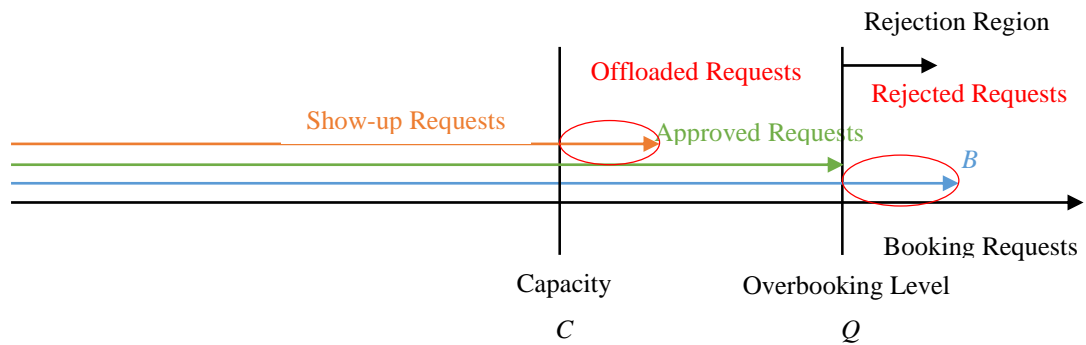 Rejection Region
Offloaded Requests
Rejected Requests
Show-up Requests
Approved Requests
B
Booking Requests
Capacity
Overbooking Level
C
Q